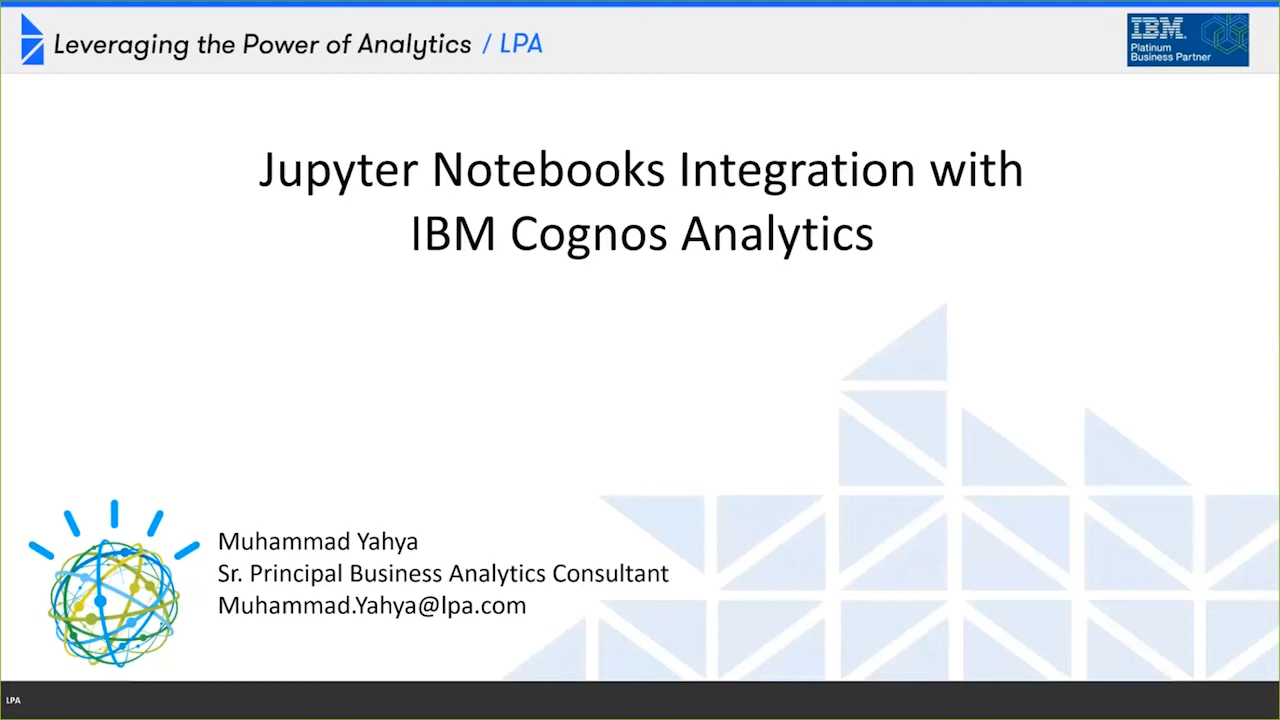 Leveraging the Power of Analytics / LPA
IBM
Platinum
Business Partner
Jupyter Notebooks Integration with
IBM Cognos Analytics
Muhammad Yahya
Sr. Principal Business Analytics Consultant
Muhammad.Yahya@lpa.com
LPA